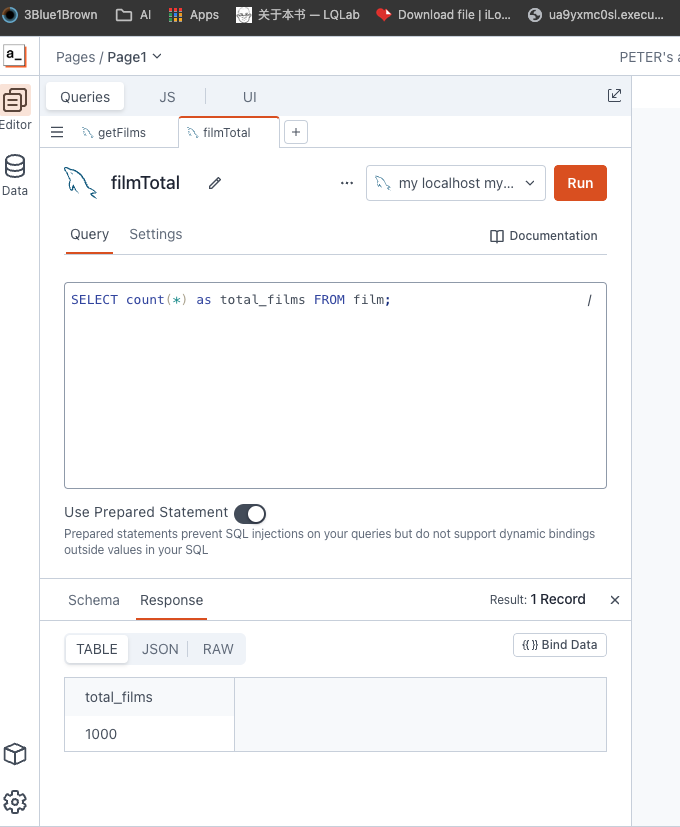 3Blue1Brown AI Apps 关于本书 — LQLab Download file | iLo... ua9yxmc0sl.execu...
a_ Pages / Page1 PETER's a
Editor
Data
Queries JS UI
getFilms filmTotal +
filmTotal ... my localhost my... Run
Query Settings Documentation
SELECT count(*) as total_films FROM film; /
Use Prepared Statement
Prepared statements prevent SQL injections on your queries but do not support dynamic bindings
outside values in your SQL
Schema Response Result: 1 Record ×
TABLE JSON RAW {{ }} Bind Data
total_films
1000